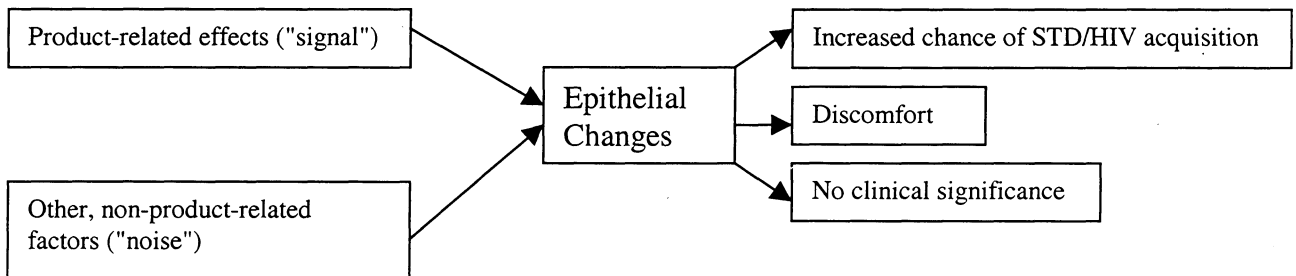 Product-related effects ("signal")
Other, non-product-related
factors ("noise")
Epithelial
Changes
Increased chance of STD/HIV acquisition
Discomfort
No clinical significance